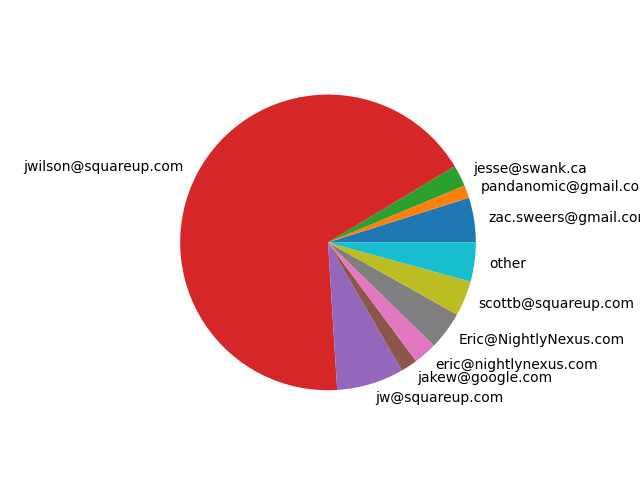 jwilson@squareup.com
jesse@swank.ca
pandanomic@gmail.co
zac.sweers@gmail.com
other
scottb@squareup.com
Eric@NightlyNexus.com
eric@nightlynexus.com
jakew@google.com
jw@squareup.com